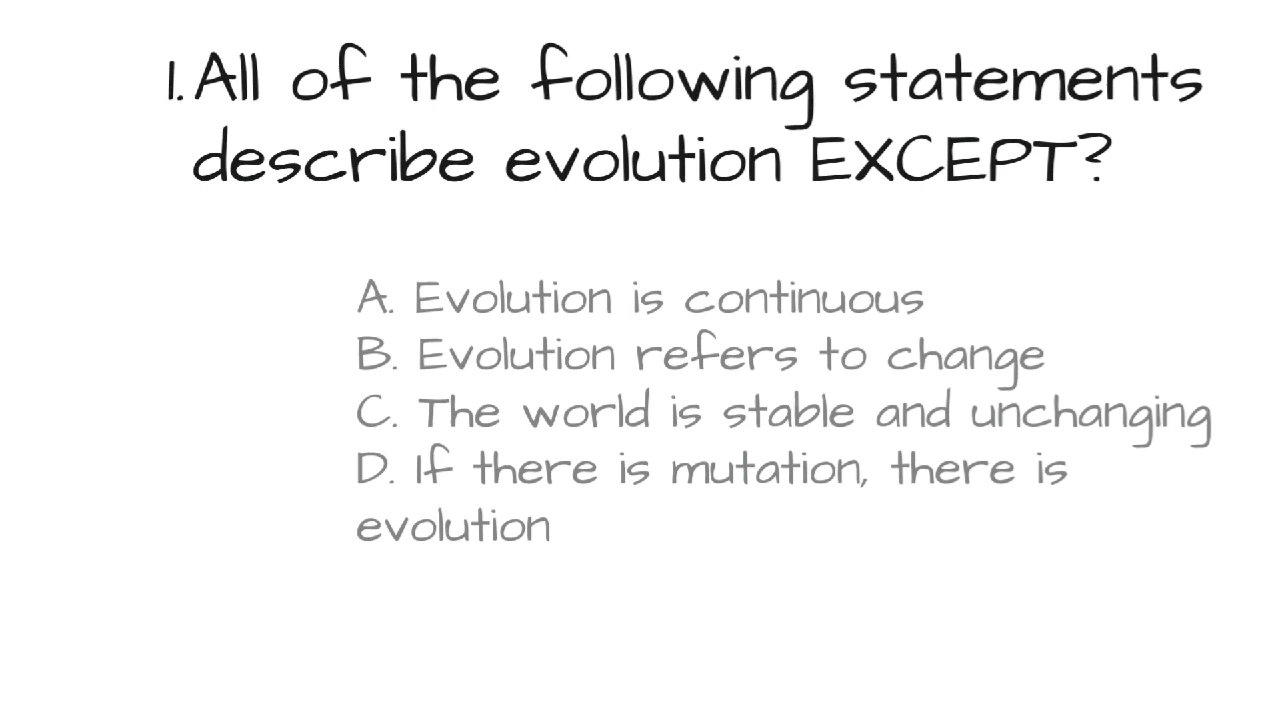 1. All of the following statements
describe evolution EXCEPT?
A. Evolution is continuous
B. Evolution refers to change
C. The world is stable and unchanging
D. If there is mutation, there is
evolution